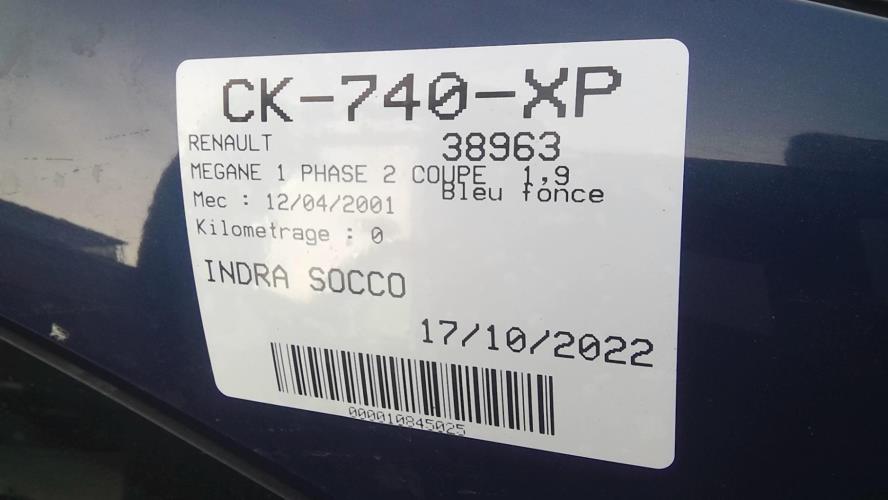 CK-740-XP
RENAULT 38963
MEGANE 1 PHASE 2 COUPE 1,9
Bleu fonce
Mec : 12/04/2001
Kilometrage : 0
INDRA SOCCO
17/10/2022
000010845025